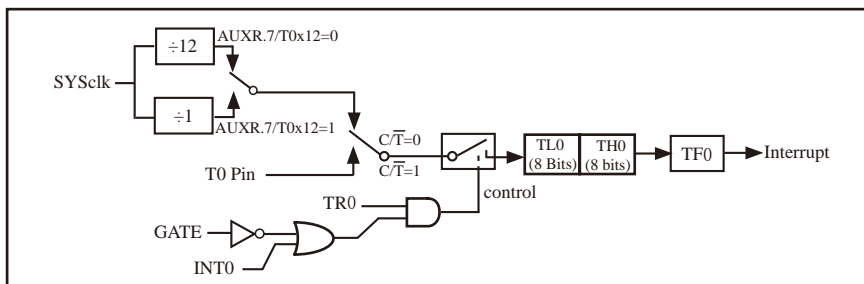 ÷12
AUXR.7/T0x12=0
SYSclk
÷1
AUXR.7/T0x12=1
C/T̅=0
C/T̅=1
T0 Pin
TL0
(8 Bits)
TH0
(8 bits)
TF0
Interrupt
control
TR0
GATE
INT0